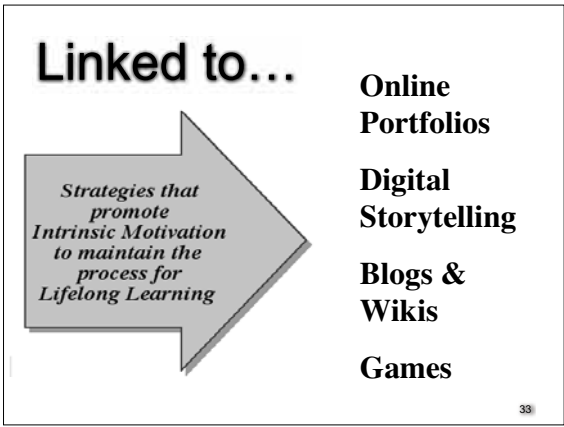 Linked to…
Strategies that
promote
Intrinsic Motivation
to maintain the
process for
Lifelong Learning
Online
Portfolios
Digital
Storytelling
Blogs &
Wikis
Games
33